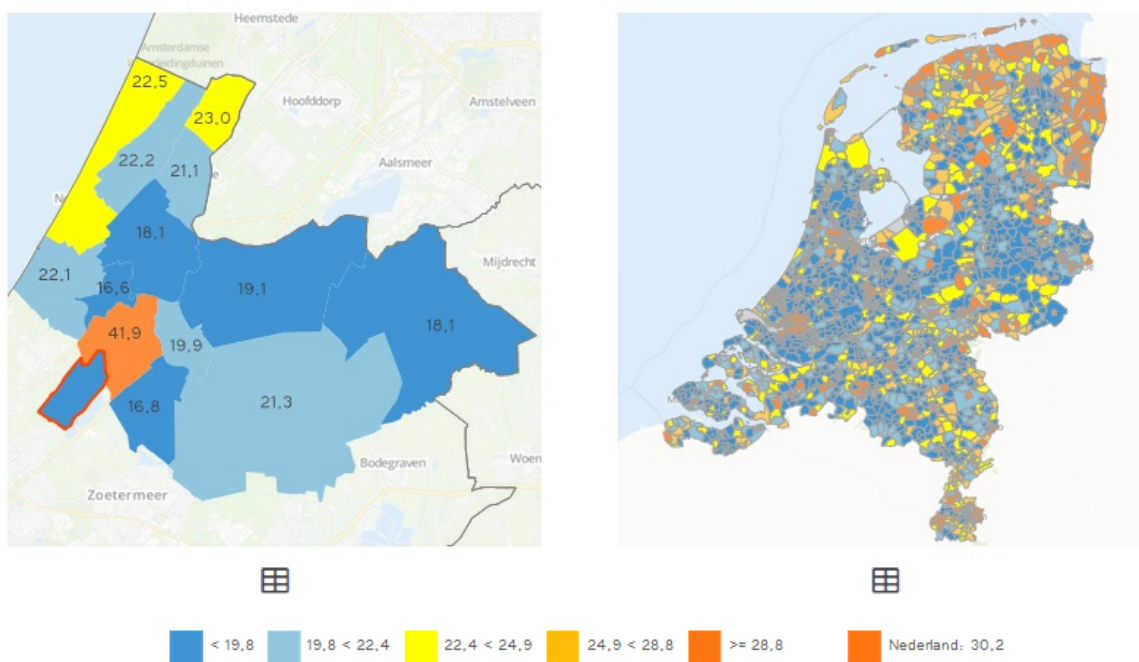 Heemstede
Amsterdamse
22,5
Hoofddorp
Amstelveen
23,0
22,2
Aalsmeer
21,1
18,1
22,1
Mijdrecht
16,6
19,1
18,1
41,9
19,9
16,8
21,3
Bodegraven
Woer
Zoetermeer
< 19,8
19,8 < 22,4
22,4 < 24,9
24,9 < 28,8
>= 28,8
Nederland: 30,2